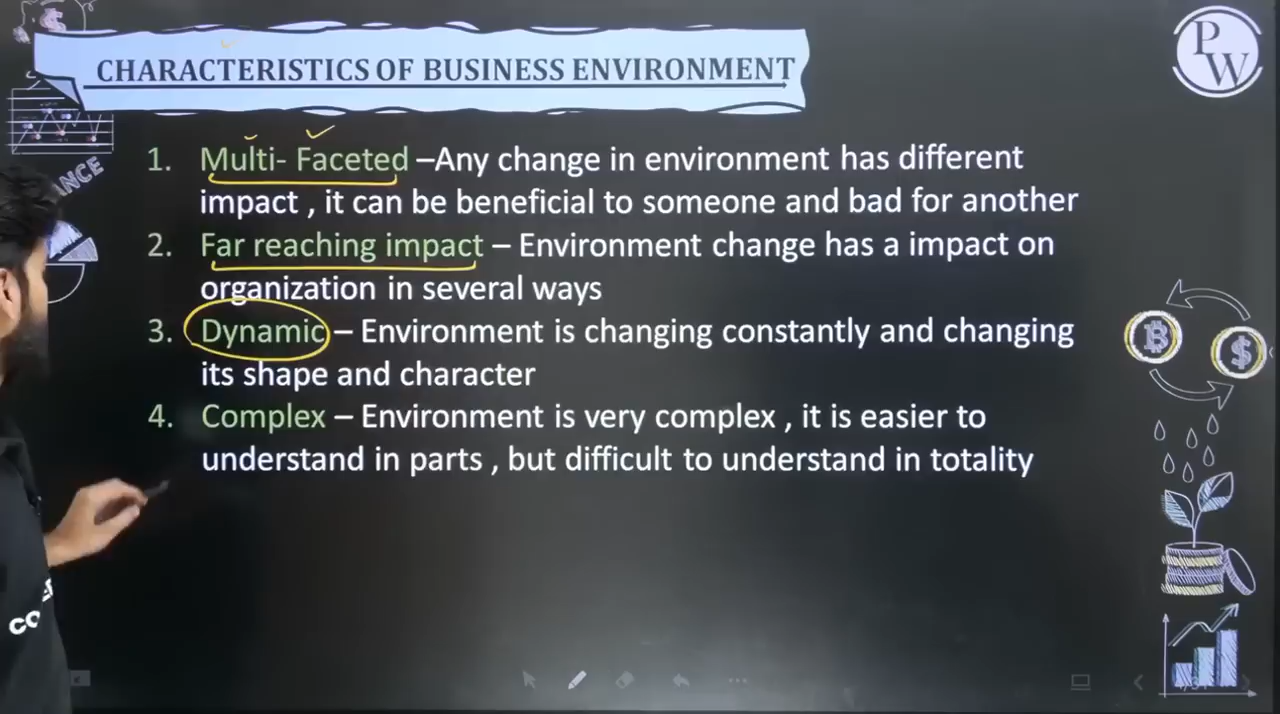 CHARACTERISTICS OF BUSINESS ENVIRONMENT
P
W
ANCE
1. Multi- Faceted –Any change in environment has different
impact , it can be beneficial to someone and bad for another
2. Far reaching impact – Environment change has a impact on
organization in several ways
3. Dynamic – Environment is changing constantly and changing
its shape and character
4. Complex – Environment is very complex , it is easier to
understand in parts , but difficult to understand in totality